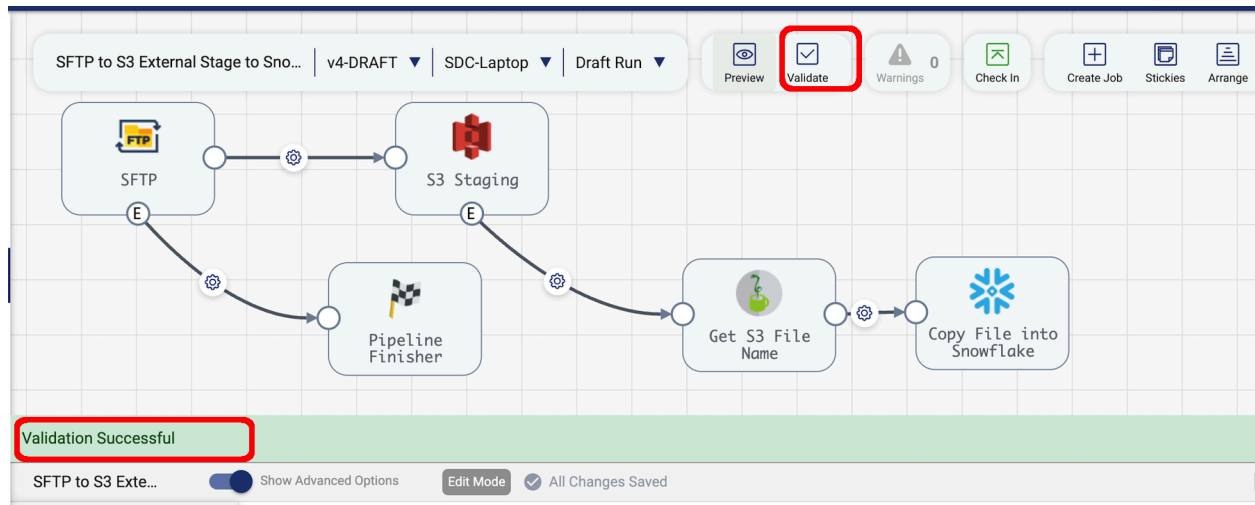 SFTP to S3 External Stage to Sno...
v4-DRAFT
SDC-Laptop
Draft Run
Preview
Validate
Warnings
0
Check In
Create Job
Stickies
Arrange
FTP
SFTP
S3 Staging
E
E
Pipeline
Finisher
Get S3 File
Name
Copy File into
Snowflake
Validation Successful
SFTP to S3 Exte...
Show Advanced Options
Edit Mode
All Changes Saved